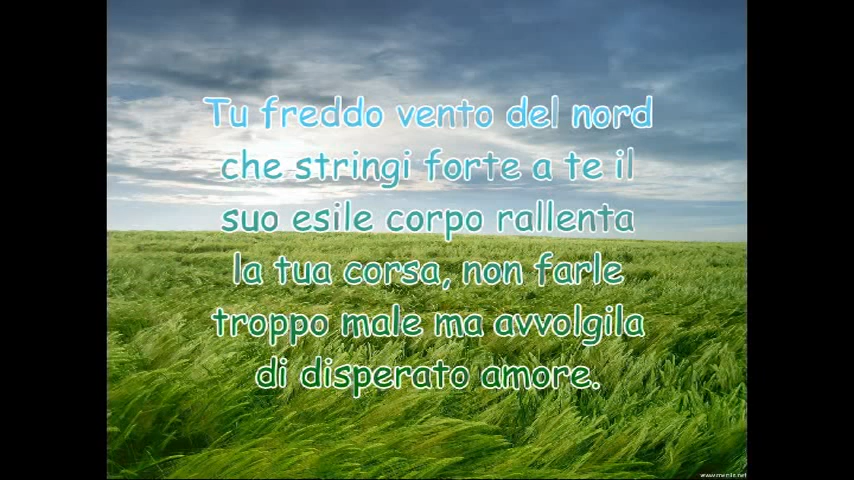 Tu freddo vento del nord
che stringi forte a te il
suo esile corpo rallenta
la tua corsa, non farle
troppo male ma avvolgila
di disperato amore.